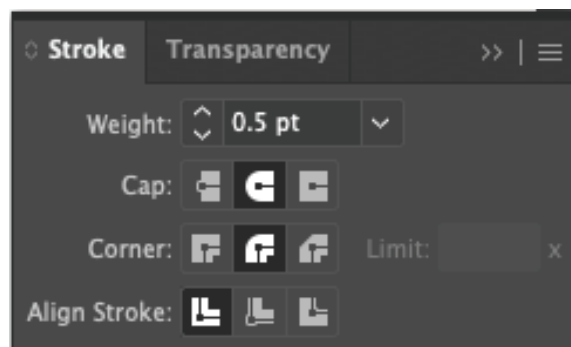 Stroke Transparency
Weight: 0.5 pt
Cap:
Corner: Limit: x
Align Stroke: